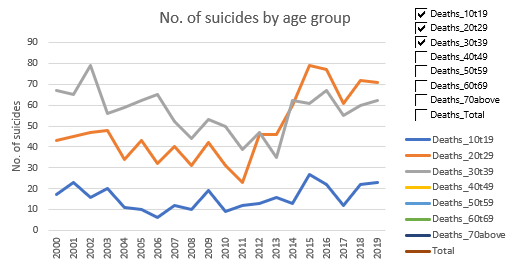 No. of suicides by age group
No. of suicides
90
80
70
60
50
40
30
20
10
0
2000
2001
2002
2003
2004
2005
2006
2007
2008
2009
2010
2011
2012
2013
2014
2015
2016
2017
2018
2019
Deaths_10t19
Deaths_20t29
Deaths_30t39
Deaths_40t49
Deaths_50t59
Deaths_60t69
Deaths_70above
Deaths_Total
Deaths_10t19
Deaths_20t29
Deaths_30t39
Deaths_40t49
Deaths_50t59
Deaths_60t69
Deaths_70above
Total